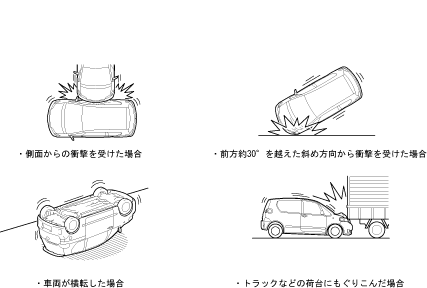 ・側面からの衝撃を受けた場合
・前方約30°を越えた斜め方向から衝撃を受けた場合
・車両が横転した場合
・トラックなどの荷台にもぐりこんだ場合